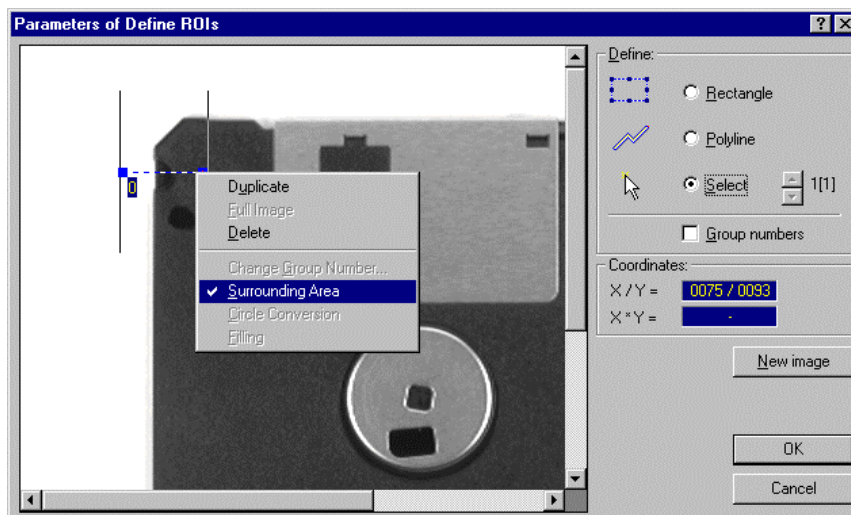 Parameters of Define ROIs
0
Duplicate
Full Image
Delete
Change Group Number...
Surrounding Area
Circle Conversion
Filling
Define:
Rectangle
Polyline
Select
1[1]
Group numbers
Coordinates:
X / Y = 0075 / 0093
X * Y = -
New image
OK
Cancel